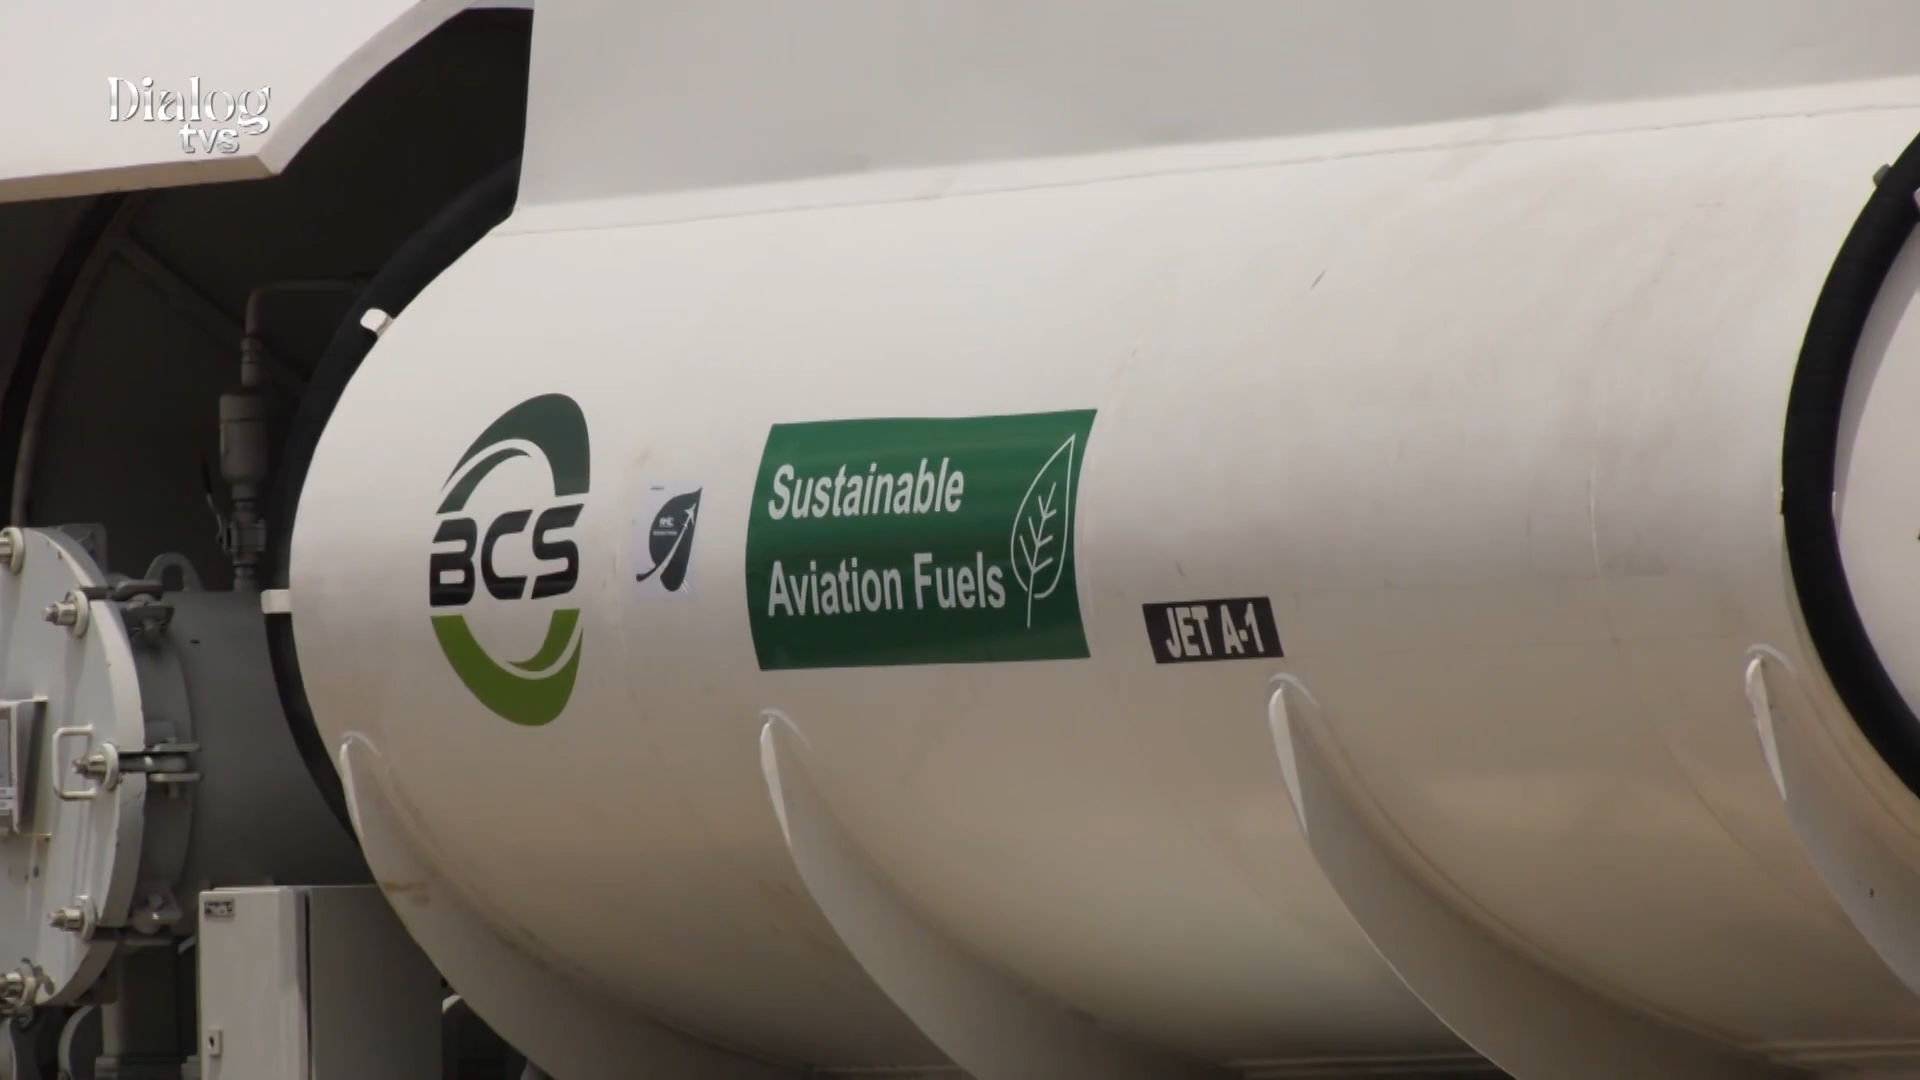 Dialog
tvs
BCS
Sustainable
Aviation Fuels
JET A-1